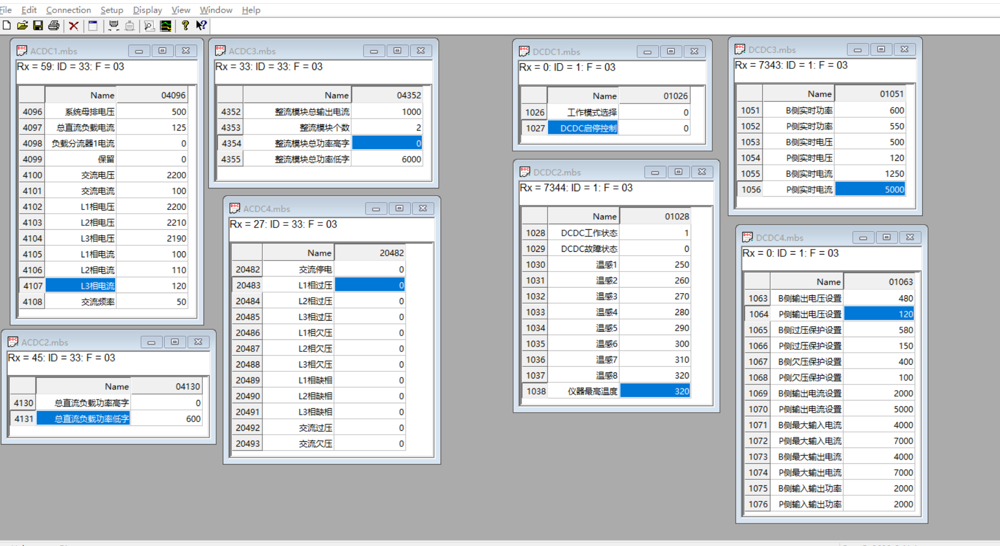 File Edit Connection Setup Display View Window Help
ACDC1.mbs
Rx = 59: ID = 33: F = 03
Name 04096
4096 系统母排电压 500
4097 总直流负载电流 125
4098 负载分流器1电流 0
4099 保留 0
4100 交流电压 2200
4101 交流电流 100
4102 L1相电压 2200
4103 L2相电压 2210
4104 L3相电压 2190
4105 L1相电流 100
4106 L2相电流 110
4107 L3相电流 120
4108 交流频率 50
ACDC2.mbs
Rx = 45: ID = 33: F = 03
Name 04130
4130 总直流负载功率高字 0
4131 总直流负载功率低字 600
ACDC3.mbs
Rx = 33: ID = 33: F = 03
Name 04352
4352 整流模块总输出电流 1000
4353 整流模块个数 2
4354 整流模块总功率高字 0
4355 整流模块总功率低字 6000
ACDC4.mbs
Rx = 27: ID = 33: F = 03
Name 20482
20482 交流停电 0
20483 L1相过压 0
20484 L2相过压 0
20485 L3相过压 0
20486 L1相欠压 0
20487 L2相欠压 0
20488 L3相欠压 0
20489 L1相缺相 0
20490 L2相缺相 0
20491 L3相缺相 0
20492 交流过压 0
20493 交流欠压 0
DCDC1.mbs
Rx = 0: ID = 1: F = 03
Name 01026
1026 工作模式选择 0
1027 DCDC启停控制 0
DCDC2.mbs
Rx = 7344: ID = 1: F = 03
Name 01028
1028 DCDC工作状态 1
1029 DCDC故障状态 0
1030 温感1 250
1031 温感2 260
1032 温感3 270
1033 温感4 280
1034 温感5 290
1035 温感6 300
1036 温感7 310
1037 温感8 320
1038 仪器最高温度 320
DCDC3.mbs
Rx = 7343: ID = 1: F = 03
Name 01051
1051 B侧实时功率 600
1052 P侧实时功率 550
1053 B侧实时电压 500
1054 P侧实时电压 120
1055 B侧实时电流 1250
1056 P侧实时电流 5000
DCDC4.mbs
Rx = 0: ID = 1: F = 03
Name 01063
1063 B侧输出电压设置 480
1064 P侧输出电压设置 120
1065 B侧过压保护设置 580
1066 P侧过压保护设置 150
1067 B侧欠压保护设置 400
1068 P侧欠压保护设置 100
1069 B侧输出电流设置 2000
1070 P侧输出电流设置 5000
1071 B侧最大输入电流 4000
1072 P侧最大输入电流 7000
1073 B侧最大输出电流 4000
1074 P侧最大输出电流 7000
1075 B侧输入输出功率 2000
1076 P侧输入输出功率 2000